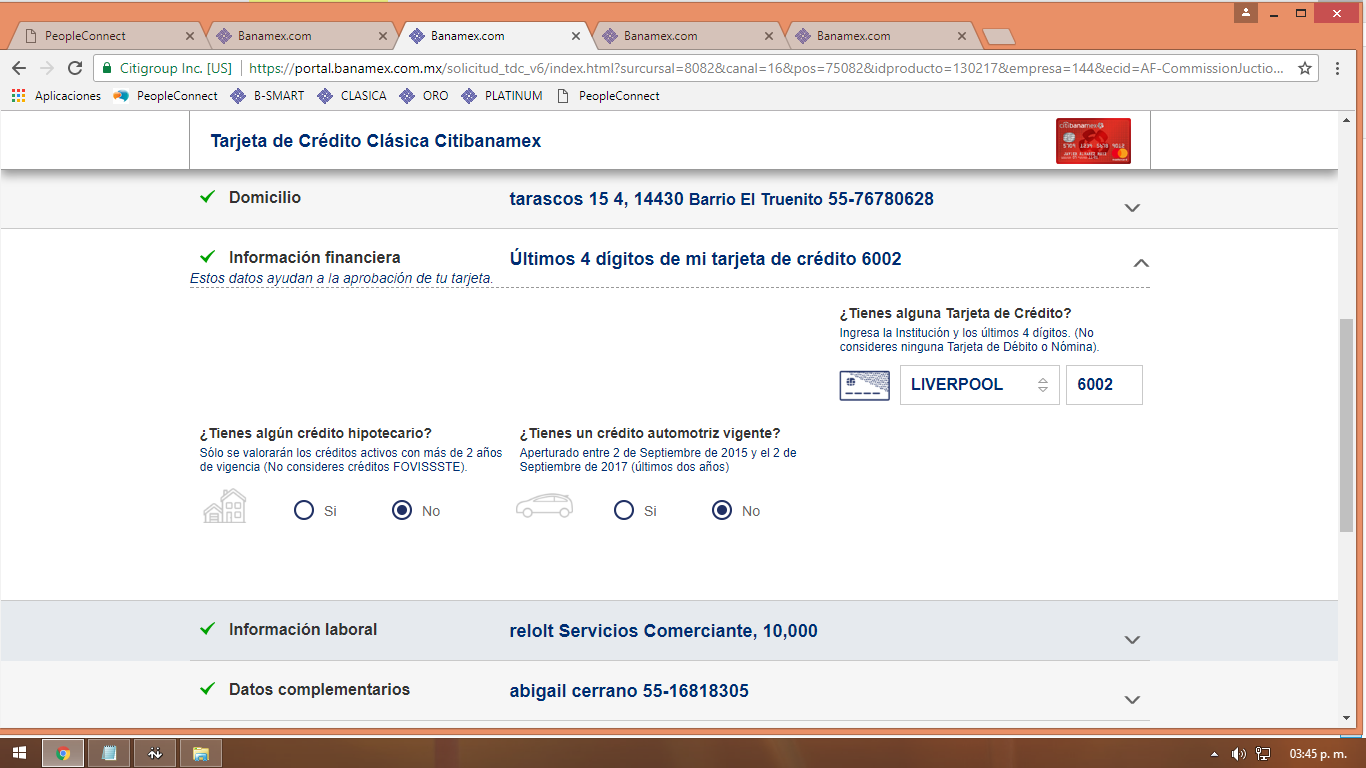 PeopleConnect
Banamex.com
Banamex.com
Banamex.com
Banamex.com
Citigroup Inc. [US] https://portal.banamex.com.mx/solicitud_tdc_v6/index.html?sursursal=8082&canal=16&pos=75082&idproducto=130217&empresa=144&ecid=AF-CommissionJuctio...
Aplicaciones PeopleConnect B-SMART CLASICA ORO PLATINUM PeopleConnect
Tarjeta de Crédito Clásica Citibanamex
citibanamex
Domicilio
tarascos 15 4, 14430 Barrio El Truenito 55-76780628
Información financiera
Últimos 4 dígitos de mi tarjeta de crédito 6002
Estos datos ayudan a la aprobación de tu tarjeta.
¿Tienes alguna Tarjeta de Crédito?
Ingresa la Institución y los últimos 4 dígitos. (No
consideres ninguna Tarjeta de Débito o Nómina).
LIVERPOOL
6002
¿Tienes algún crédito hipotecario?
Sólo se valorarán los créditos activos con más de 2 años
de vigencia (No consideres créditos FOVISSSTE).
Si
No
¿Tienes un crédito automotriz vigente?
Aperturado entre 2 de Septiembre de 2015 y el 2 de
Septiembre de 2017 (últimos dos años)
Si
No
Información laboral
relolt Servicios Comerciante, 10,000
Datos complementarios
abigail cerrano 55-16818305
03:45 p. m.